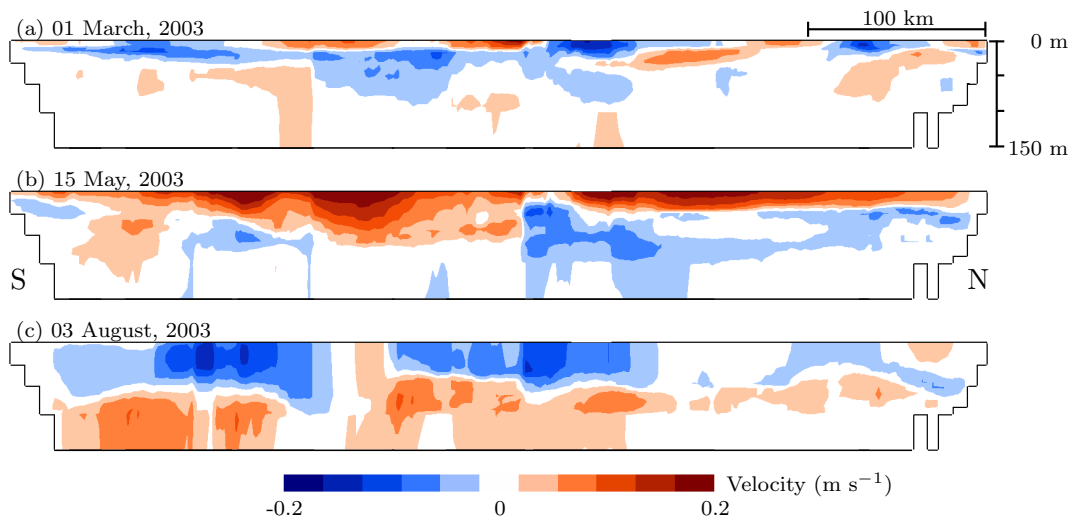 (a) 01 March, 2003
100 km
0 m
150 m
(b) 15 May, 2003
S
N
(c) 03 August, 2003
Velocity (m s⁻¹)
-0.2
0
0.2